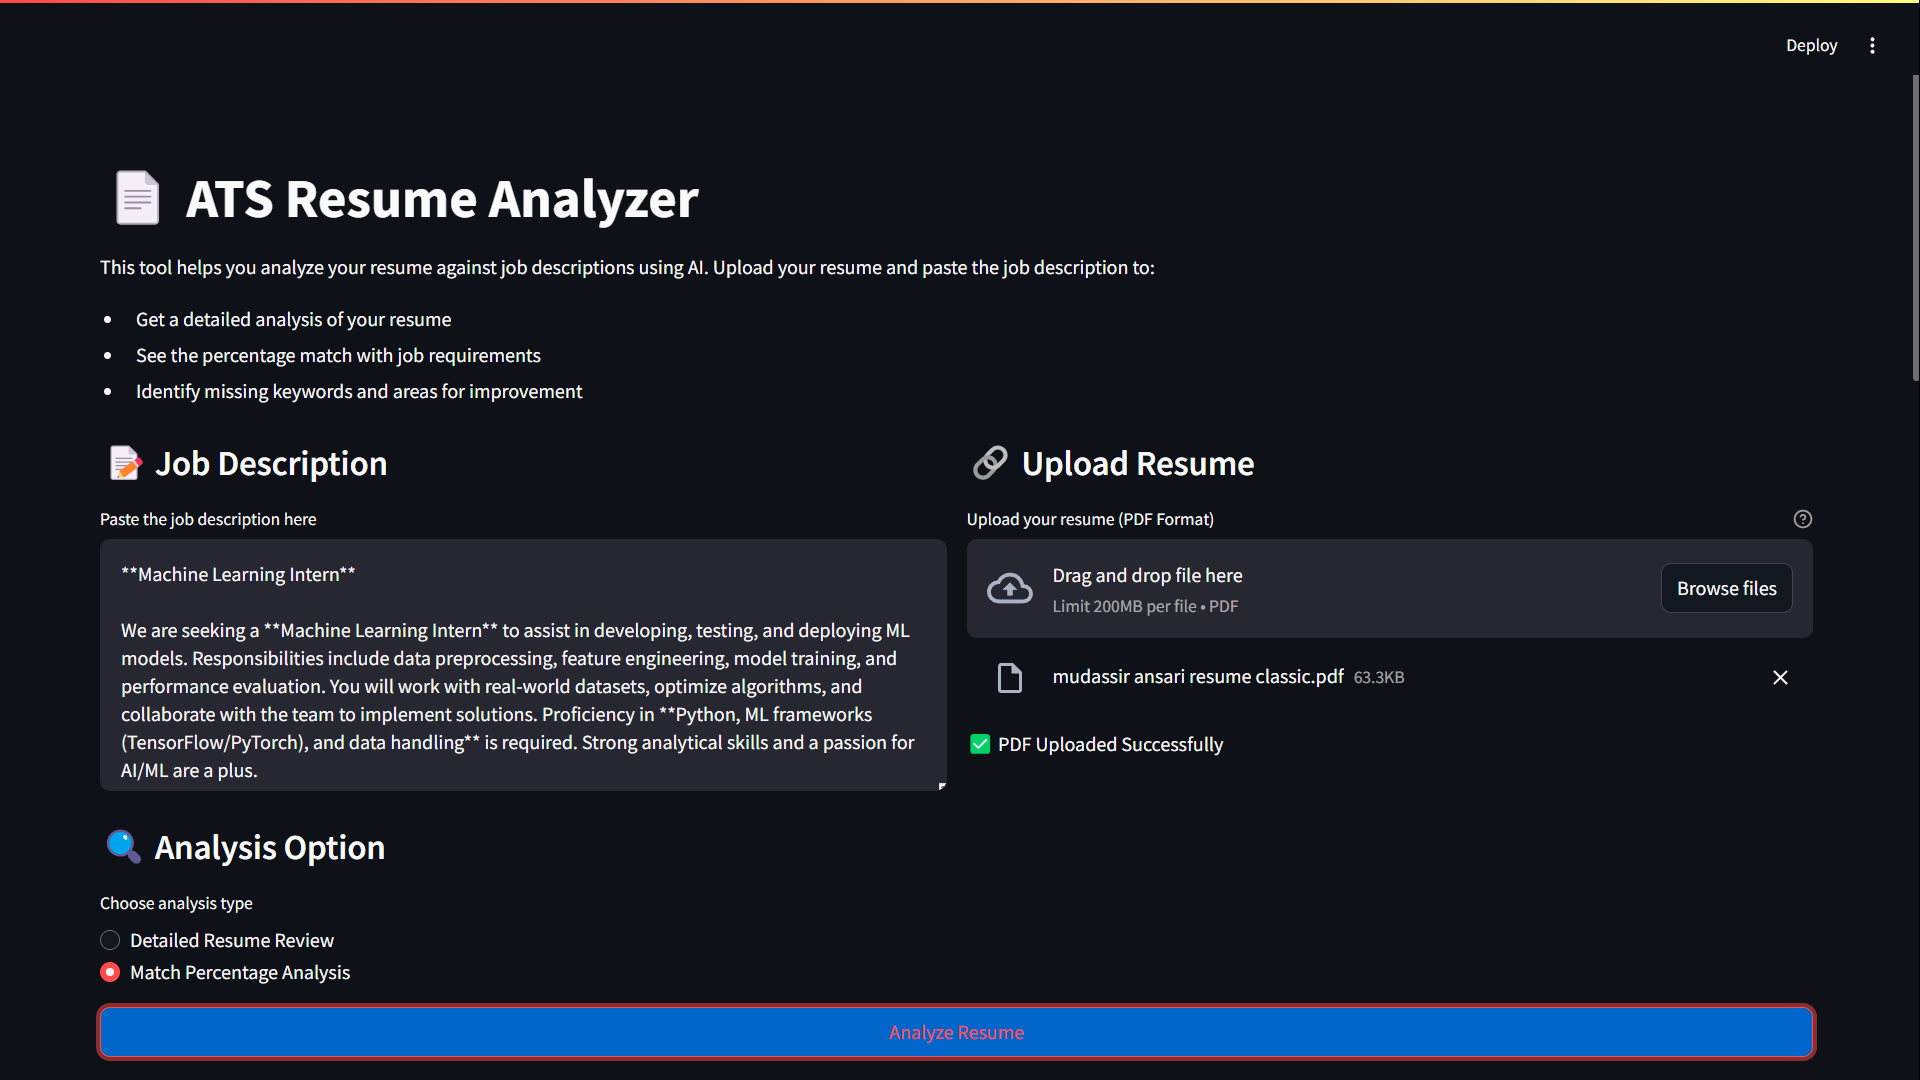 Deploy
ATS Resume Analyzer
This tool helps you analyze your resume against job descriptions using AI. Upload your resume and paste the job description to:
• Get a detailed analysis of your resume
• See the percentage match with job requirements
• Identify missing keywords and areas for improvement
Job Description
Paste the job description here
**Machine Learning Intern**
We are seeking a **Machine Learning Intern** to assist in developing, testing, and deploying ML
models. Responsibilities include data preprocessing, feature engineering, model training, and
performance evaluation. You will work with real-world datasets, optimize algorithms, and
collaborate with the team to implement solutions. Proficiency in **Python, ML frameworks
(TensorFlow/PyTorch), and data handling** is required. Strong analytical skills and a passion for
AI/ML are a plus.
Upload Resume
Upload your resume (PDF Format)
Drag and drop file here
Limit 200MB per file • PDF
Browse files
mudassir ansari resume classic.pdf 63.3KB
PDF Uploaded Successfully
Analysis Option
Choose analysis type
Detailed Resume Review
Match Percentage Analysis
Analyze Resume